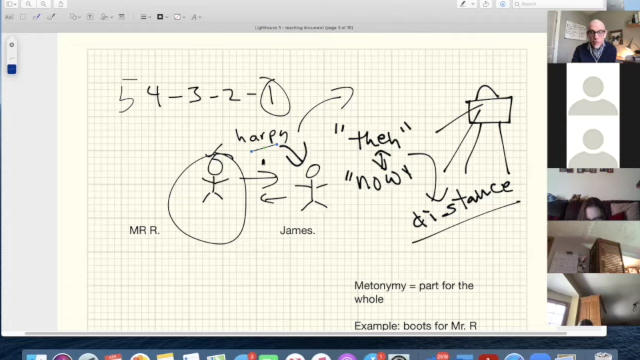 Lighthouse 5 - teaching document (page 5 of 10)
5 4 - 3 - 2 - 1
harpy
"then"
"now"
distance
MR R.
James.
Metonymy = part for the
whole
Example: boots for Mr. R